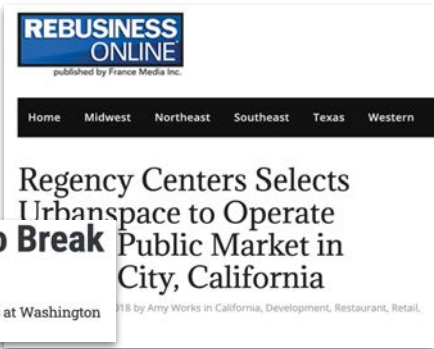 REBUSINESS
ONLINE
published by France Media Inc.
Home Midwest Northeast Southeast Texas Western
Regency Centers Selects
Urbanspace to Operate
Break
Public Market in
City, California
at Washington
18 by Amy Works in California, Development, Restaurant, Retail,